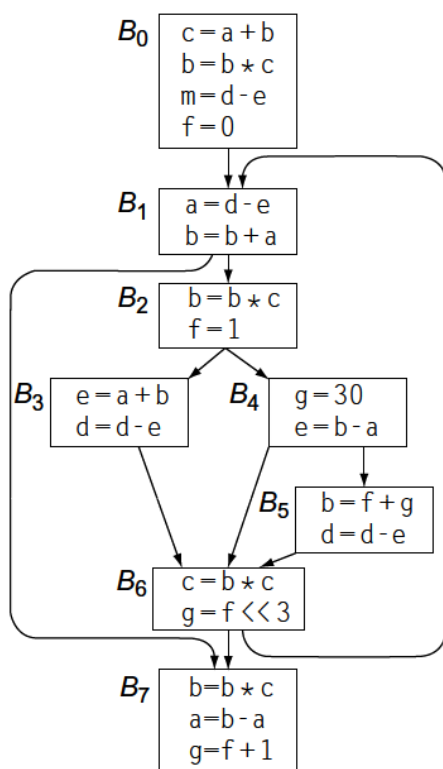 B0
c=a+b
b=b*c
m=d-e
f=0
B1
a=d-e
b=b+a
B2
b=b*c
f=1
B3
e=a+b
d=d-e
B4
g=30
e=b-a
B5
b=f+g
d=d-e
B6
c=b*c
g=f<<3
B7
b=b*c
a=b-a
g=f+1